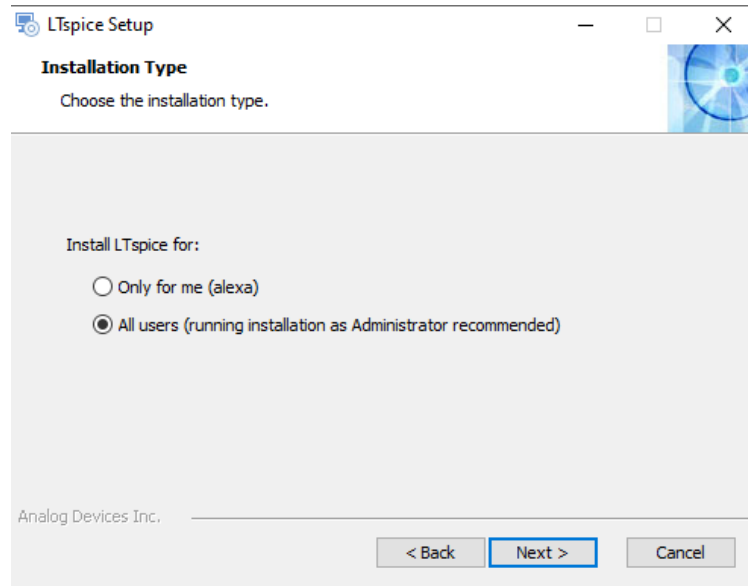 LTspice Setup
Installation Type
Choose the installation type.
Install LTspice for:
Only for me (alexa)
All users (running installation as Administrator recommended)
Analog Devices Inc.
< Back
Next >
Cancel